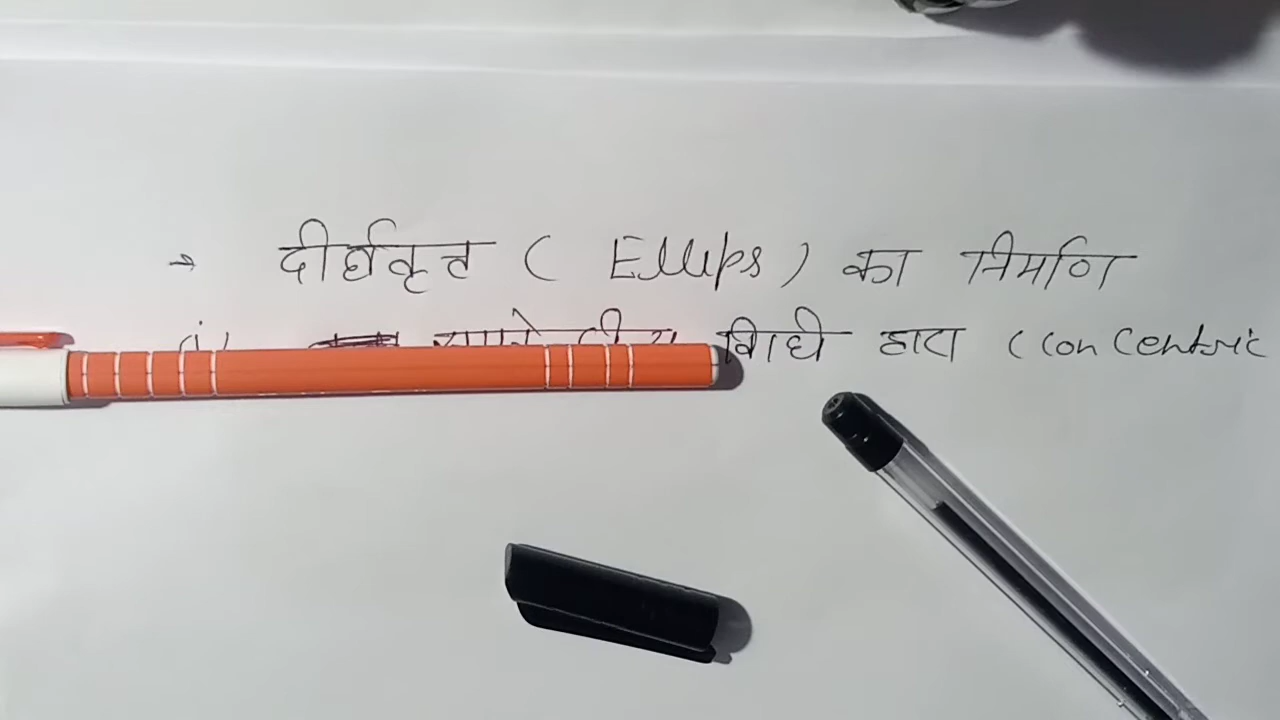 → दीर्घवृत्त ( Ellips ) का निर्माण
विधी द्वारा (Con Centric